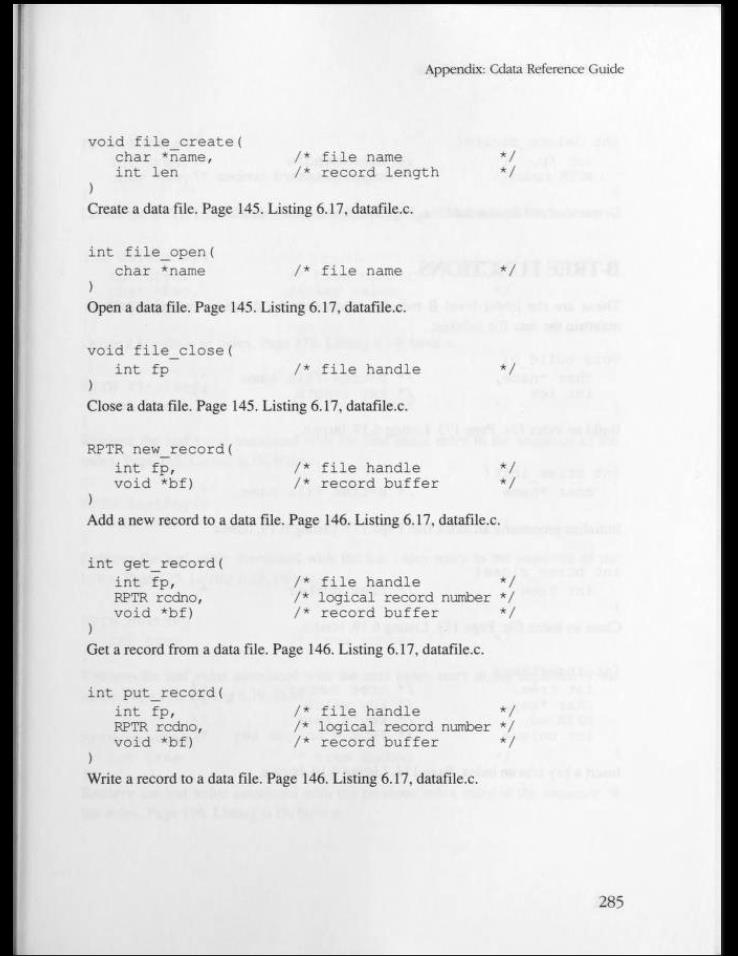 Appendix: Cdata Reference Guide
void file_create(
char *name, /* file name */
int len /* record length */
)
Create a data file. Page 145. Listing 6.17, datafile.c.
int file_open(
char *name /* file name */
)
Open a data file. Page 145. Listing 6.17, datafile.c.
void file_close(
int fp /* file handle */
)
Close a data file. Page 145. Listing 6.17, datafile.c.
RPTR new_record(
int fp, /* file handle */
void *bf) /* record buffer */
)
Add a new record to a data file. Page 146. Listing 6.17, datafile.c.
int get_record(
int fp, /* file handle */
RPTR rcdno, /* logical record number */
void *bf) /* record buffer */
)
Get a record from a data file. Page 146. Listing 6.17, datafile.c.
int put_record(
int fp, /* file handle */
RPTR rcdno, /* logical record number */
void *bf) /* record buffer */
)
Write a record to a data file. Page 146. Listing 6.17, datafile.c.
285